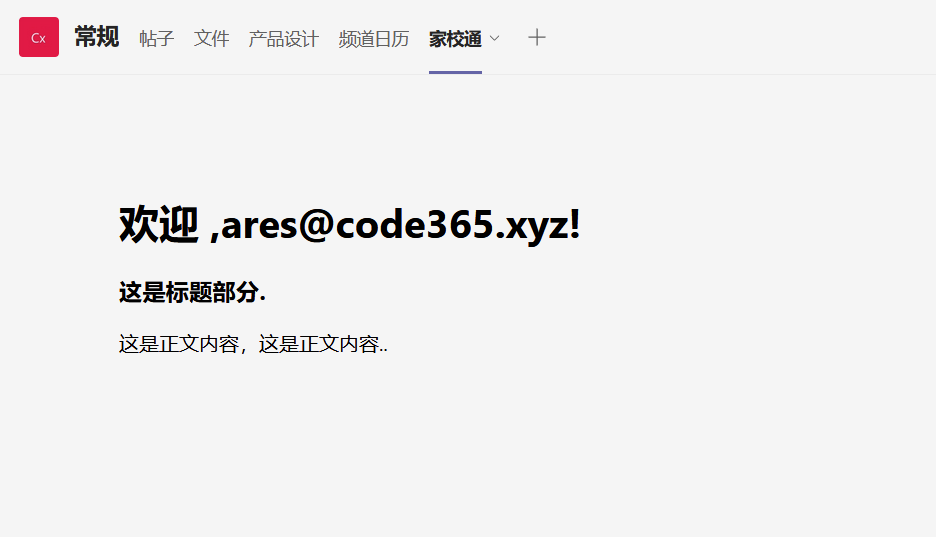 Cx 常规 帖子 文件 产品设计 频道日历 家校通
欢迎 ,ares@code365.xyz!
这是标题部分.
这是正文内容，这是正文内容..